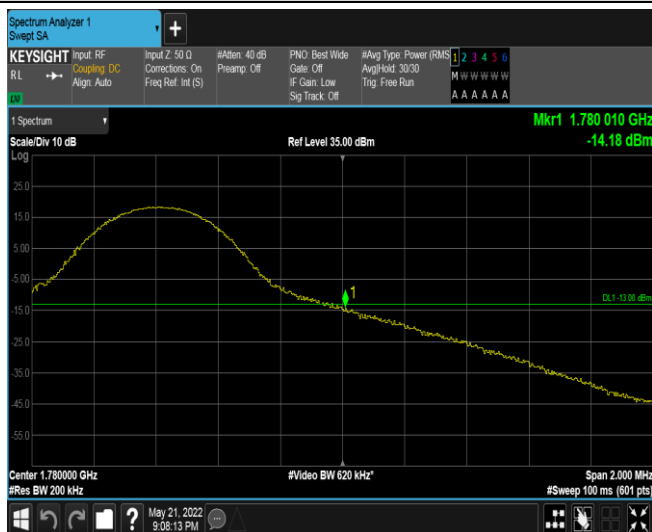 Spectrum Analyzer 1
Swept SA
KEYSIGHT
RL
Input: RF
Coupling: DC
Align: Auto
Input Z: 50 Ω
Corrections: On
Freq Ref: Int (S)
#Atten: 40 dB
Preamp: Off
PNO: Best Wide
Gate: Off
IF Gain: Low
Sig Track: Off
#Avg Type: Power (RMS
Avg|Hold: 30/30
Trig: Free Run
1 2 3 4 5 6
M W W W W W
A A A A A A
1 Spectrum
Mkr1 1.780 010 GHz
Scale/Div 10 dB
Ref Level 35.00 dBm
-14.18 dBm
Log
25.0
15.0
5.00
-5.00
1
DL1 -13.00 dBm
-15.0
-25.0
-35.0
-45.0
-55.0
Center 1.780000 GHz
#Video BW 620 kHz*
Span 2.000 MHz
#Res BW 200 kHz
#Sweep 100 ms (601 pts)
?
May 21, 2022
9:08:13 PM